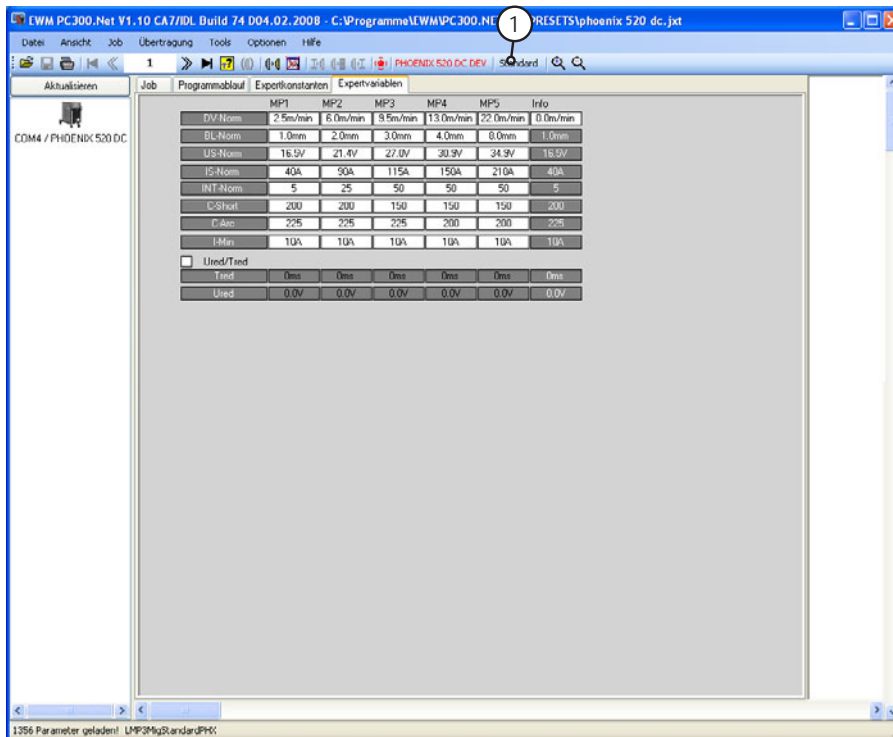 EWM PC300.Net V1.10 CA7/IDL Build 74 D04.02.2008 - C:\Programme\EWM\PC300.NE PRESETS\phoenix 520 dc.jxt
1
Datei Ansicht Job Übertragung Tools Optionen Hilfe
1 PHOENIX 520 DC DEV Standard
Aktualisieren
Job Programmablauf Expertkonstanten Expertvariablen
COM4 / PHOENIX 520 DC
MP1 MP2 MP3 MP4 MP5 Info
DV-Norm 2.5m/min 6.0m/min 9.5m/min 13.0m/min 22.0m/min 0.0m/min
BL-Norm 1.0mm 2.0mm 3.0mm 4.0mm 8.0mm 1.0mm
US-Norm 16.5V 21.4V 27.0V 30.9V 34.9V 16.5V
IS-Norm 40A 90A 115A 150A 210A 40A
INT-Norm 5 25 50 50 50 5
C-Short 200 200 150 150 150 200
C-Arc 225 225 225 200 200 225
I-Min 10A 10A 10A 10A 10A 10A
Ured/Tred
Tred 0ms 0ms 0ms 0ms 0ms 0ms
Ured 0.0V 0.0V 0.0V 0.0V 0.0V 0.0V
1356 Parameter geladen! LMP3MigStandardPHX